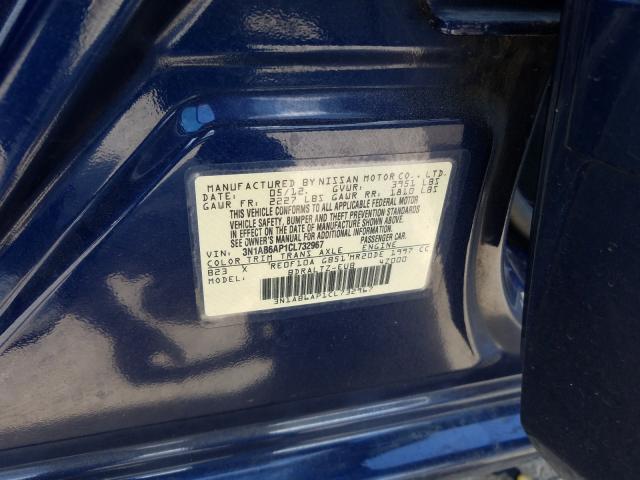 MANUFACTURED BY NISSAN MOTOR CO., LTD.
05/12. GVWR: 3951 LBS
GAWR FR: 2227 LBS GAWR RR: 1810 LBS
THIS VEHICLE CONFORMS TO ALL APPLICABLE FEDERAL MOTOR
VEHICLE SAFETY, BUMPER AND THEFT PREVENTION STANDARDS
IN EFFECT ON THE DATE OF MANUFACTURE SHOWN ABOVE.
SEE OWNER'S MANUAL FOR ADDITIONAL INFORMATION
VIN: 3N1AB6AP1CL732967 PASSENGER CAR
COLOR TRIM TRANS AXLE ENGINE
B23 X RE0F10A GB51 MR20DE 1997 CC
MODEL: BDRALTZ-EUB 47000
3N1AB6AP1CL732967